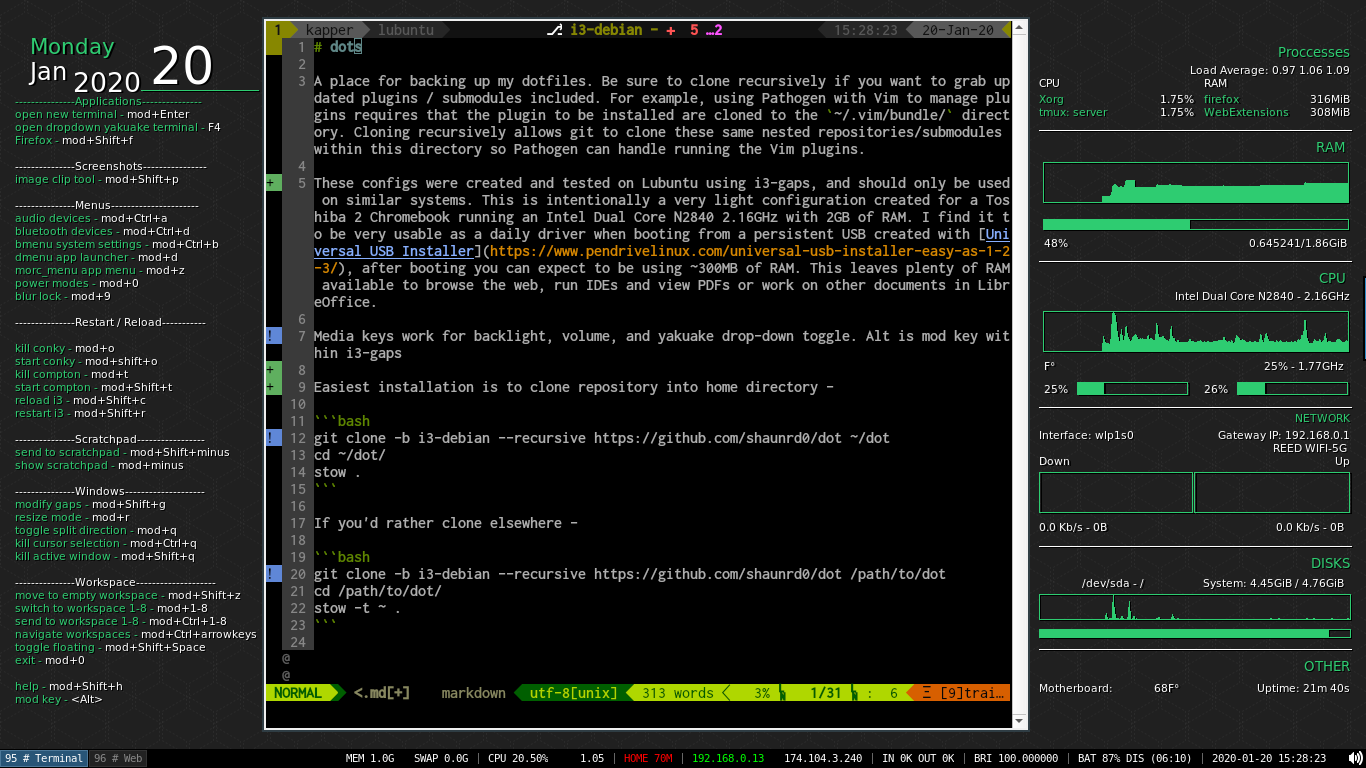 Monday
Jan 2020 20
---------------Applications---------------
open new terminal - mod+Enter
open dropdown yakuake terminal - F4
Firefox - mod+Shift+f
---------------Screenshots----------------
image clip tool - mod+Shift+p
---------------Menus----------------------
audio devices - mod+Ctrl+a
bluetooth devices - mod+Ctrl+d
bmenu system settings - mod+Ctrl+b
dmenu app launcher - mod+d
morc_menu app menu - mod+z
power modes - mod+0
blur lock - mod+9
---------------Restart / Reload-----------
kill conky - mod+o
start conky - mod+shift+o
kill compton - mod+t
start compton - mod+Shift+t
reload i3 - mod+Shift+c
restart i3 - mod+Shift+r
---------------Scratchpad-----------------
send to scratchpad - mod+Shift+minus
show scratchpad - mod+minus
---------------Windows--------------------
modify gaps - mod+Shift+g
resize mode - mod+r
toggle split direction - mod+q
kill cursor selection - mod+Ctrl+q
kill active window - mod+Shift+q
---------------Workspace--------------------
move to empty workspace - mod+Shift+z
switch to workspace 1-8 - mod+1-8
send to workspace 1-8 - mod+Ctrl+1-8
navigate workspaces - mod+Ctrl+arrowkeys
toggle floating - mod+Shift+Space
exit - mod+0
help - mod+Shift+h
mod key - <Alt>
1 kapper lubuntu i3-debian - + 5 …2 15:28:23 20-Jan-20
1 # dots
2
3 A place for backing up my dotfiles. Be sure to clone recursively if you want to grab up
dated plugins / submodules included. For example, using Pathogen with Vim to manage plu
gins requires that the plugin to be installed are cloned to the `~/.vim/bundle/` direct
ory. Cloning recursively allows git to clone these same nested repositories/submodules
within this directory so Pathogen can handle running the Vim plugins.
4
+ 5 These configs were created and tested on Lubuntu using i3-gaps, and should only be used
on similar systems. This is intentionally a very light configuration created for a Tos
hiba 2 Chromebook running an Intel Dual Core N2840 2.16GHz with 2GB of RAM. I find it t
o be very usable as a daily driver when booting from a persistent USB created with [Uni
versal USB Installer](https://www.pendrivelinux.com/universal-usb-installer-easy-as-1-2
-3/), after booting you can expect to be using ~300MB of RAM. This leaves plenty of RAM
available to browse the web, run IDEs and view PDFs or work on other documents in Libr
eOffice.
6
! 7 Media keys work for backlight, volume, and yakuake drop-down toggle. Alt is mod key wit
hin i3-gaps
+ 8
+ 9 Easiest installation is to clone repository into home directory -
10
11 ```bash
! 12 git clone -b i3-debian --recursive https://github.com/shaunrd0/dot ~/dot
13 cd ~/dot/
14 stow .
15 ```
16
17 If you'd rather clone elsewhere -
18
19 ```bash
! 20 git clone -b i3-debian --recursive https://github.com/shaunrd0/dot /path/to/dot
21 cd /path/to/dot/
22 stow -t ~ .
23 ```
24
@
@
NORMAL <.md[+] markdown utf-8[unix] 313 words 3% 1/31 : 6 Ξ [9]trai…
Proccesses
Load Average: 0.97 1.06 1.09
CPU RAM
Xorg 1.75% firefox 316MiB
tmux: server 1.75% WebExtensions 308MiB
RAM
48% 0.645241/1.86GiB
CPU
Intel Dual Core N2840 - 2.16GHz
F° 25% - 1.77GHz
25% 26%
NETWORK
Interface: wlp1s0 Gateway IP: 192.168.0.1
REED WIFI-5G
Down Up
0.0 Kb/s - 0B 0.0 Kb/s - 0B
DISKS
/dev/sda - / System: 4.45GiB / 4.76GiB
OTHER
Motherboard: 68F° Uptime: 21m 40s
95 # Terminal 96 # Web MEM 1.0G SWAP 0.0G | CPU 20.50% 1.05 | HOME 70M | 192.168.0.13 174.104.3.240 | IN 0K OUT 0K | BRI 100.000000 | BAT 87% DIS (06:10) | 2020-01-20 15:28:23